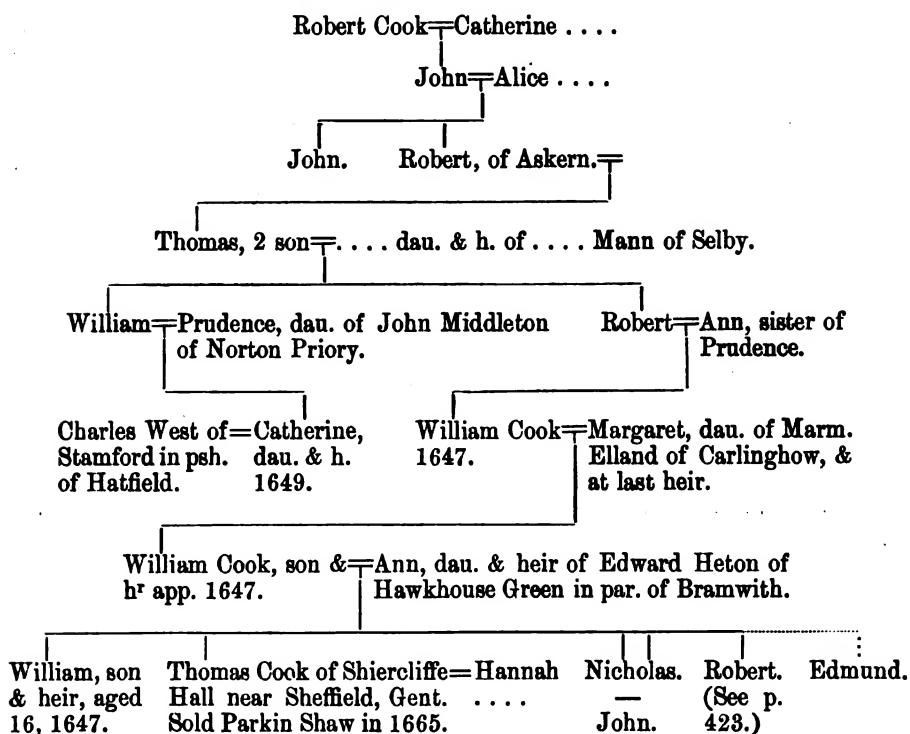 Robert Cook=Catherine . . . .
John=Alice . . . .
John. Robert, of Askern.=
Thomas, 2 son=. . . . dau. & h. of . . . . Mann of Selby.
William=Prudence, dau. of John Middleton
of Norton Priory.
Robert=Ann, sister of
Prudence.
Charles West of=Catherine,
Stamford in psh. dau. & h.
of Hatfield. 1649.
William Cook=Margaret, dau. of Marm.
1647. Elland of Carlinghow, &
at last heir.
William Cook, son &=Ann, dau. & heir of Edward Heton of
hr app. 1647. Hawkhouse Green in par. of Bramwith.
William, son
& heir, aged
16, 1647.
Thomas Cook of Shiercliffe=Hannah
Hall near Sheffield, Gent. . . . .
Sold Parkin Shaw in 1665.
Nicholas.
—
John.
Robert.
(See p.
423.)
Edmund.